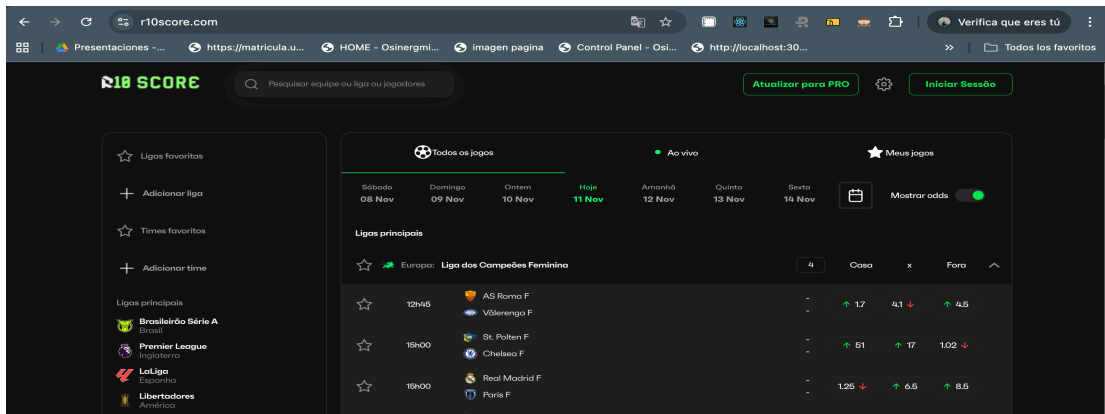 r10score.com
Verifica que eres tú
Presentaciones -...
https://matricula.u...
HOME - Osinergmi...
imagen pagina
Control Panel - Osi...
http://localhost:30...
»
Todos los favoritos
R10 SCORE
Pesquisar equipe ou liga ou jogadores
Atualizar para PRO
Iniciar Sessão
Ligas favoritas
Adicionar liga
Times favoritos
Adicionar time
Ligas principais
Brasileirão Série A
Brasil
Premier League
Inglaterra
LaLiga
Espanha
Libertadores
América
Todos os jogos
Ao vivo
Meus jogos
Sábado Domingo Ontem Hoje Amanhã Quinta Sexta
08 Nov 09 Nov 10 Nov 11 Nov 12 Nov 13 Nov 14 Nov
Mostrar odds
Ligas principais
Europa: Liga dos Campeões Feminina 4 Casa x Fora
12h45 AS Roma F - ↑ 1.7 4.1 ↓ ↑ 4.5
Vålerenga F -
15h00 St. Polten F - ↑ 51 ↑ 17 1.02 ↓
Chelsea F -
15h00 Real Madrid F - 1.25 ↓ ↑ 6.5 ↑ 8.5
Paris F -